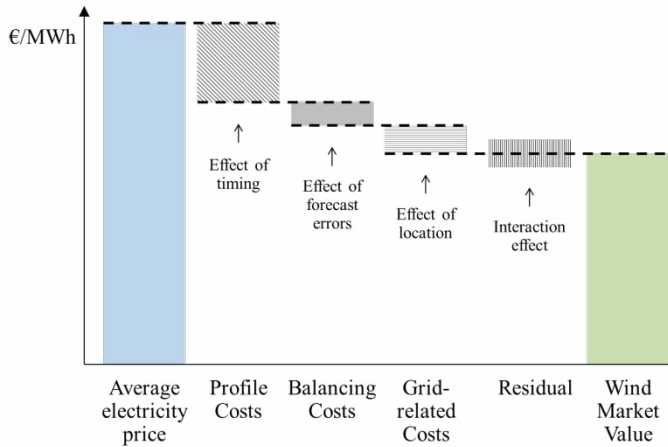 €/MWh
Effect of
timing
Effect of
forecast
errors
Effect of
location
Interaction
effect
Average
electricity
price
Profile
Costs
Balancing
Costs
Grid-
related
Costs
Residual
Wind
Market
Value